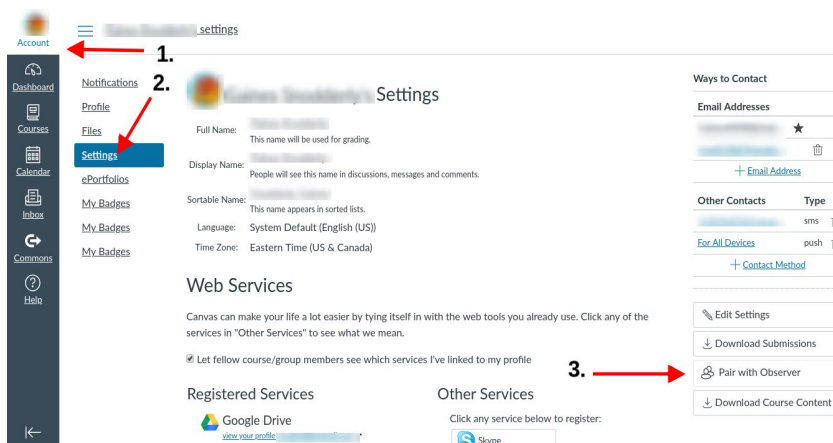 Account
settings
1.
Dashboard
Courses
Calendar
Inbox
Commons
Help
Notifications
2.
Profile
Files
Settings
ePortfolios
My Badges
My Badges
My Badges
Settings
Full Name:
This name will be used for grading.
Display Name:
People will see this name in discussions, messages and comments.
Sortable Name:
This name appears in sorted lists.
Language: System Default (English (US))
Time Zone: Eastern Time (US & Canada)
Web Services
Canvas can make your life a lot easier by tying itself in with the web tools you already use. Click any of the
services in "Other Services" to see what we mean.
Let fellow course/group members see which services I've linked to my profile
3.
Registered Services
Google Drive
view your profile
Other Services
Click any service below to register:
Skype
Ways to Contact
Email Addresses
+ Email Address
Other Contacts Type
sms
For All Devices push
+ Contact Method
Edit Settings
Download Submissions
Pair with Observer
Download Course Content